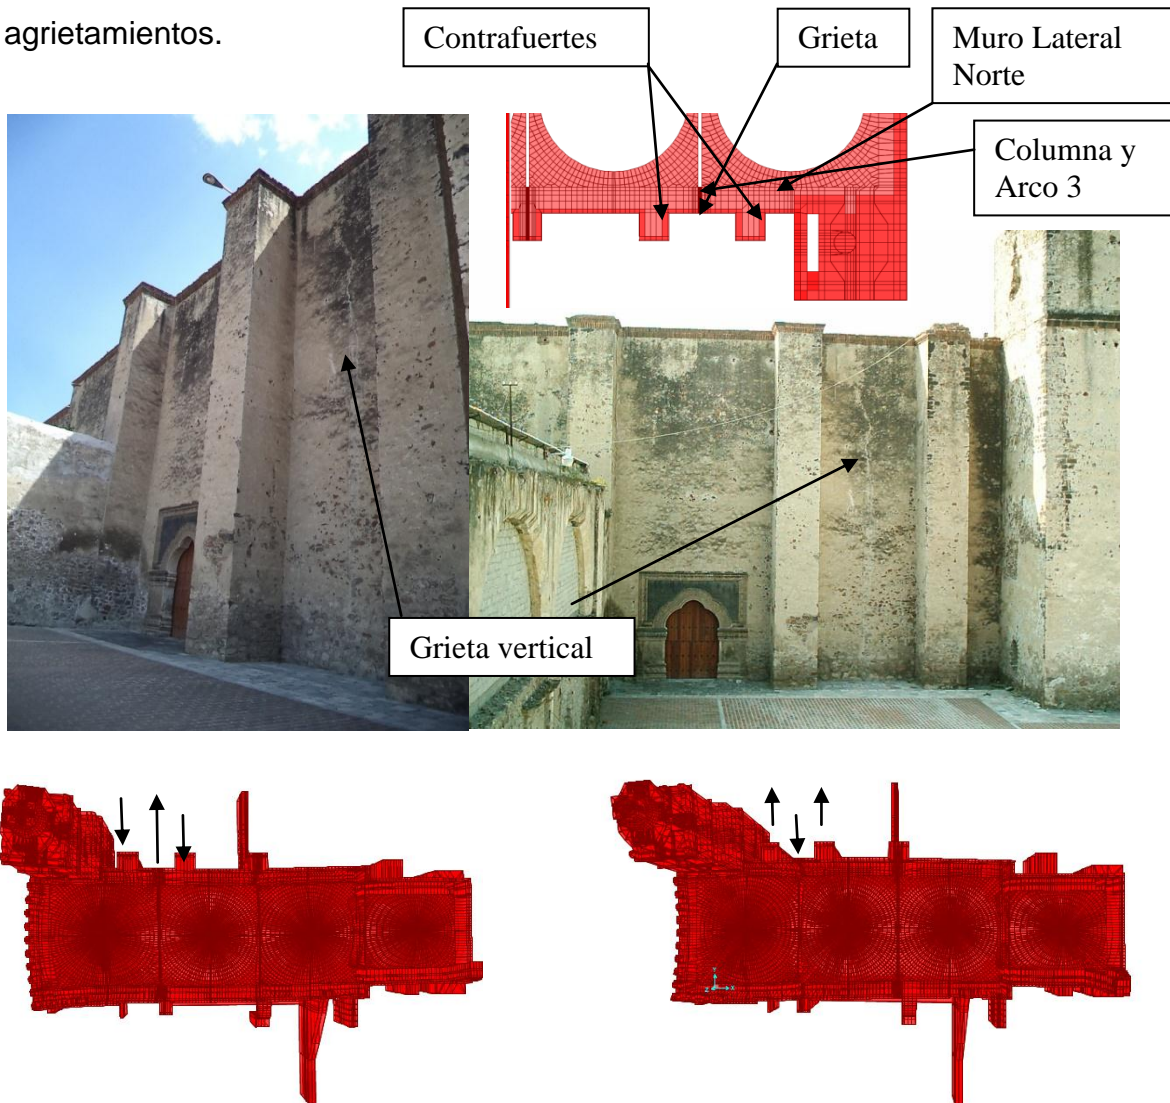 agrietamientos.
Contrafuertes
Grieta
Muro Lateral
Norte
Columna y
Arco 3
Grieta vertical
Y
Z
X